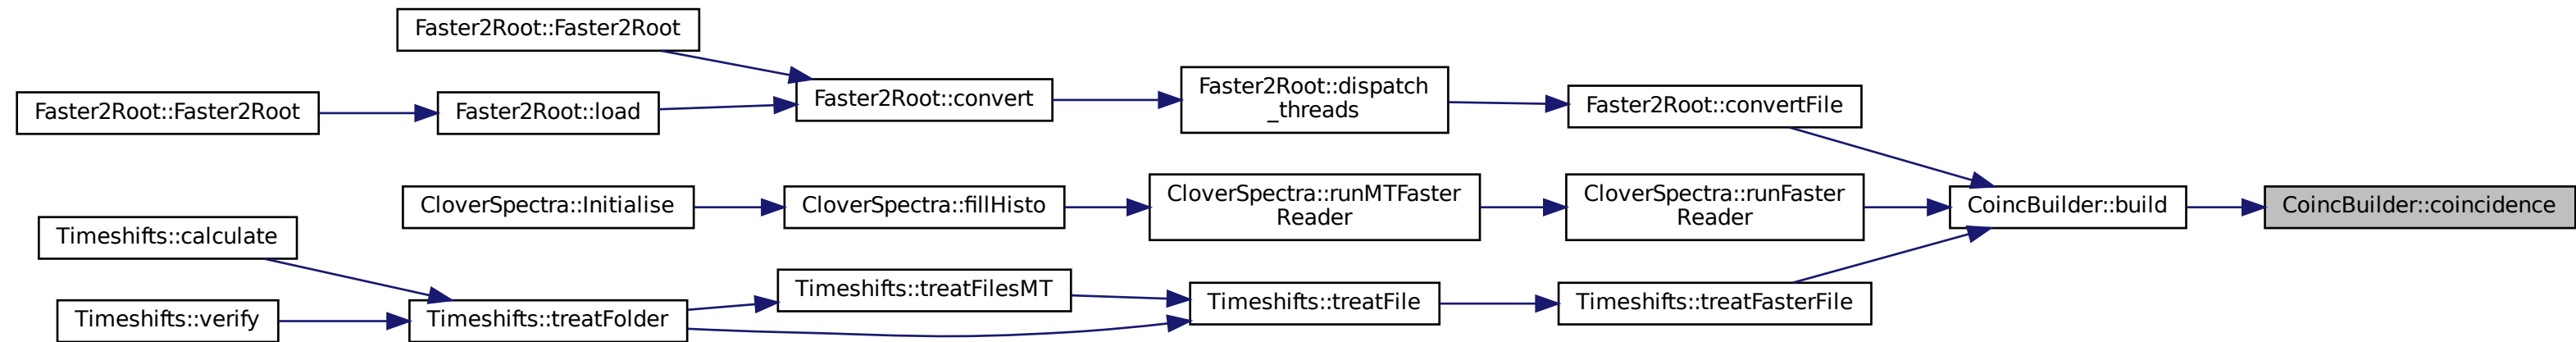 Faster2Root::Faster2Root
Faster2Root::Faster2Root
Faster2Root::load
Faster2Root::convert
Faster2Root::dispatch
_threads
Faster2Root::convertFile
CloverSpectra::Initialise
CloverSpectra::fillHisto
CloverSpectra::runMTFaster
Reader
CloverSpectra::runFaster
Reader
CoincBuilder::build
CoincBuilder::coincidence
Timeshifts::calculate
Timeshifts::verify
Timeshifts::treatFolder
Timeshifts::treatFilesMT
Timeshifts::treatFile
Timeshifts::treatFasterFile